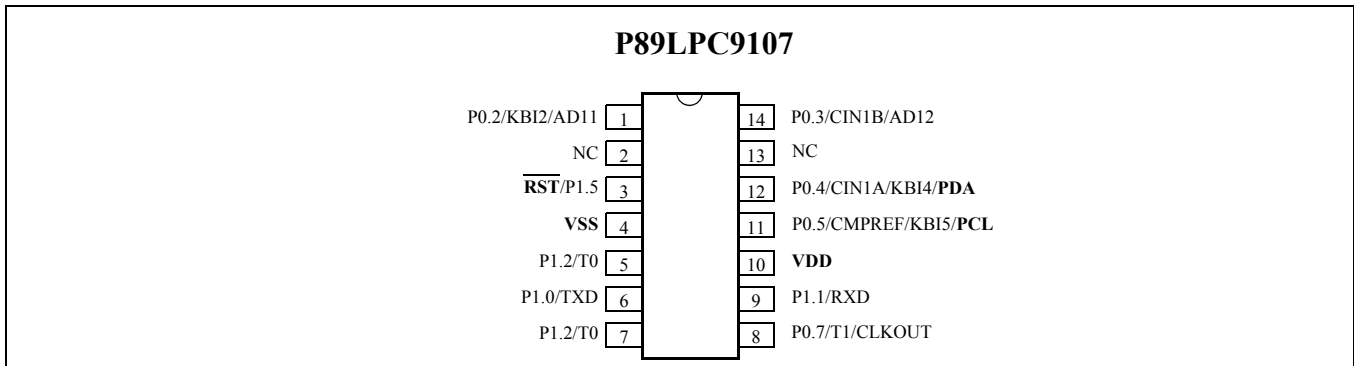 P89LPC9107
P0.2/KBI2/AD11 1 14 P0.3/CIN1B/AD12
NC 2 13 NC
RST/P1.5 3 12 P0.4/CIN1A/KBI4/PDA
VSS 4 11 P0.5/CMPREF/KBI5/PCL
P1.2/T0 5 10 VDD
P1.0/TXD 6 9 P1.1/RXD
P1.2/T0 7 8 P0.7/T1/CLKOUT